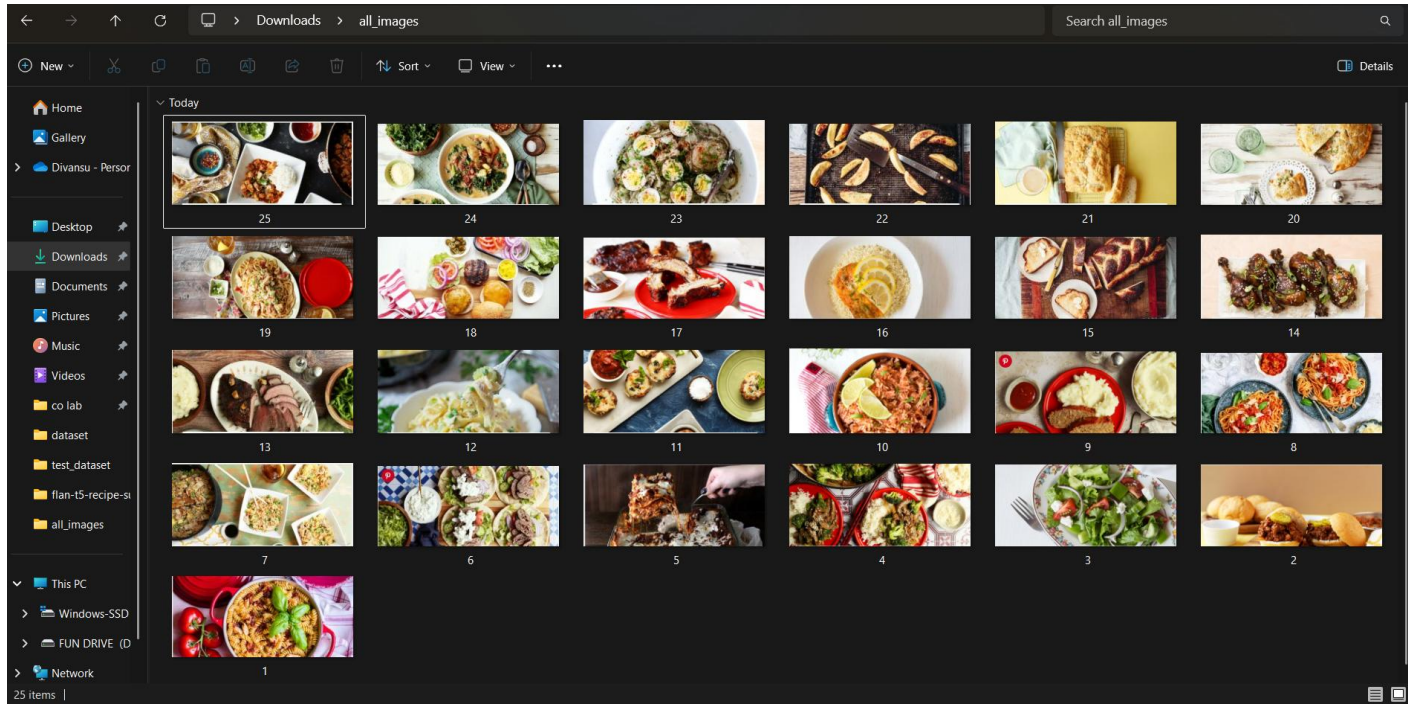 Downloads > all_images
Search all_images
New
Sort
View
Details
Home
Gallery
Divansu - Person
Desktop
Downloads
Documents
Pictures
Music
Videos
co lab
dataset
test_dataset
flan-t5-recipe-su
all_images
This PC
Windows-SSD
FUN DRIVE (D
Network
Today
25
24
23
22
21
20
19
18
17
16
15
14
13
12
11
10
9
8
7
6
5
4
3
2
1
25 items